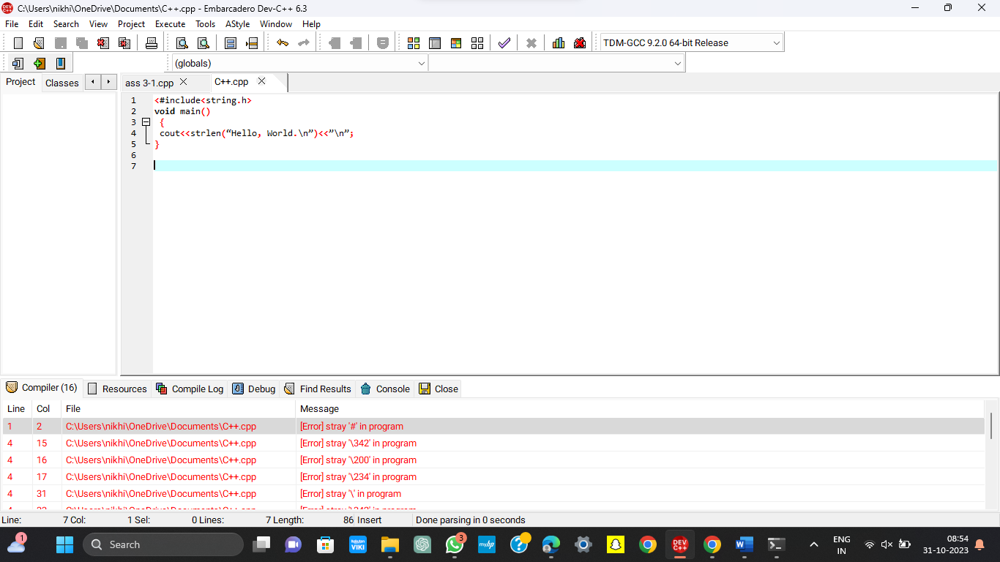 C:\Users\nikhi\OneDrive\Documents\C++.cpp - Embarcadero Dev-C++ 6.3
File Edit Search View Project Execute Tools AStyle Window Help
TDM-GCC 9.2.0 64-bit Release
(globals)
Project Classes ass 3-1.cpp C++.cpp
1 <#include<string.h>
2 void main()
3 {
4 cout<<strlen(“Hello, World.\n”)<<”\n”;
5 }
6
7
Compiler (16) Resources Compile Log Debug Find Results Console Close
Line Col File Message
1 2 C:\Users\nikhi\OneDrive\Documents\C++.cpp [Error] stray '#' in program
4 15 C:\Users\nikhi\OneDrive\Documents\C++.cpp [Error] stray '\342' in program
4 16 C:\Users\nikhi\OneDrive\Documents\C++.cpp [Error] stray '\200' in program
4 17 C:\Users\nikhi\OneDrive\Documents\C++.cpp [Error] stray '\234' in program
4 31 C:\Users\nikhi\OneDrive\Documents\C++.cpp [Error] stray '\' in program
Line: 7 Col: 1 Sel: 0 Lines: 7 Length: 86 Insert Done parsing in 0 seconds
1 Search Rakuten VIKI 3 myhp DEV C++ ENG 08:54
IN 31-10-2023